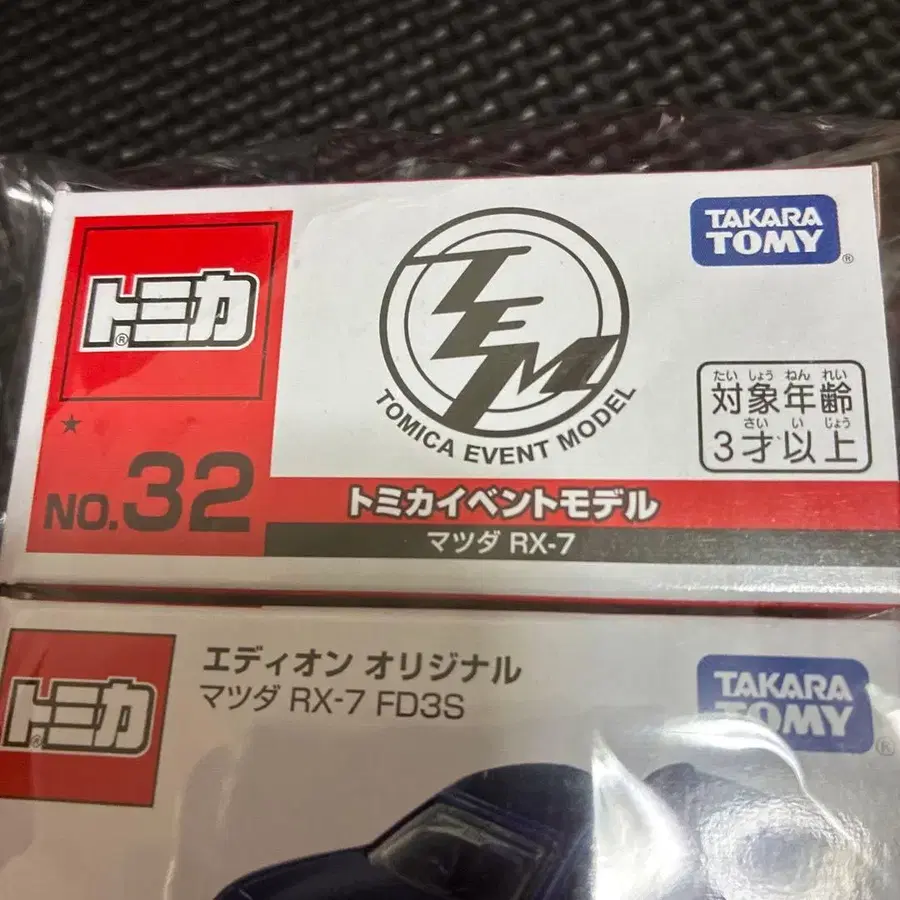 トミカ®
★
NO.32
TEM
TOMICA EVENT MODEL
TAKARA
TOMY®
たいしょうねんれい
対象年齢
さいいじょう
3才以上
トミカイベントモデル
マツダ RX-7
トミカ®
エディオン オリジナル
マツダ RX-7 FD3S
TAKARA
TOMY®